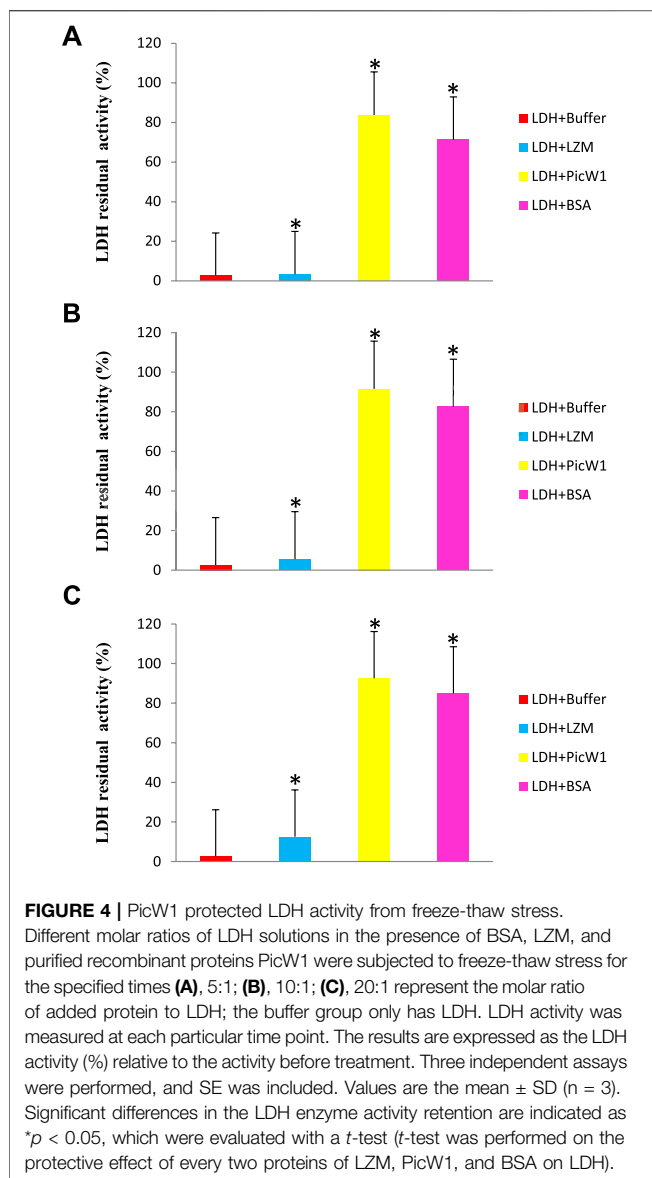 A
LDH residual activity (%)
120
100
80
60
40
20
0
*
*
*
LDH+Buffer
LDH+LZM
LDH+PicW1
LDH+BSA
B
LDH residual activity (%)
120
100
80
60
40
20
0
*
*
*
LDH+Buffer
LDH+LZM
LDH+PicW1
LDH+BSA
C
LDH residual activity (%)
120
100
80
60
40
20
0
*
*
*
LDH+Buffer
LDH+LZM
LDH+PicW1
LDH+BSA
FIGURE 4 | PicW1 protected LDH activity from freeze-thaw stress.
Different molar ratios of LDH solutions in the presence of BSA, LZM, and
purified recombinant proteins PicW1 were subjected to freeze-thaw stress for
the specified times (A), 5:1; (B), 10:1; (C), 20:1 represent the molar ratio
of added protein to LDH; the buffer group only has LDH. LDH activity was
measured at each particular time point. The results are expressed as the LDH
activity (%) relative to the activity before treatment. Three independent assays
were performed, and SE was included. Values are the mean ± SD (n = 3).
Significant differences in the LDH enzyme activity retention are indicated as
*p < 0.05, which were evaluated with a t-test (t-test was performed on the
protective effect of every two proteins of LZM, PicW1, and BSA on LDH).